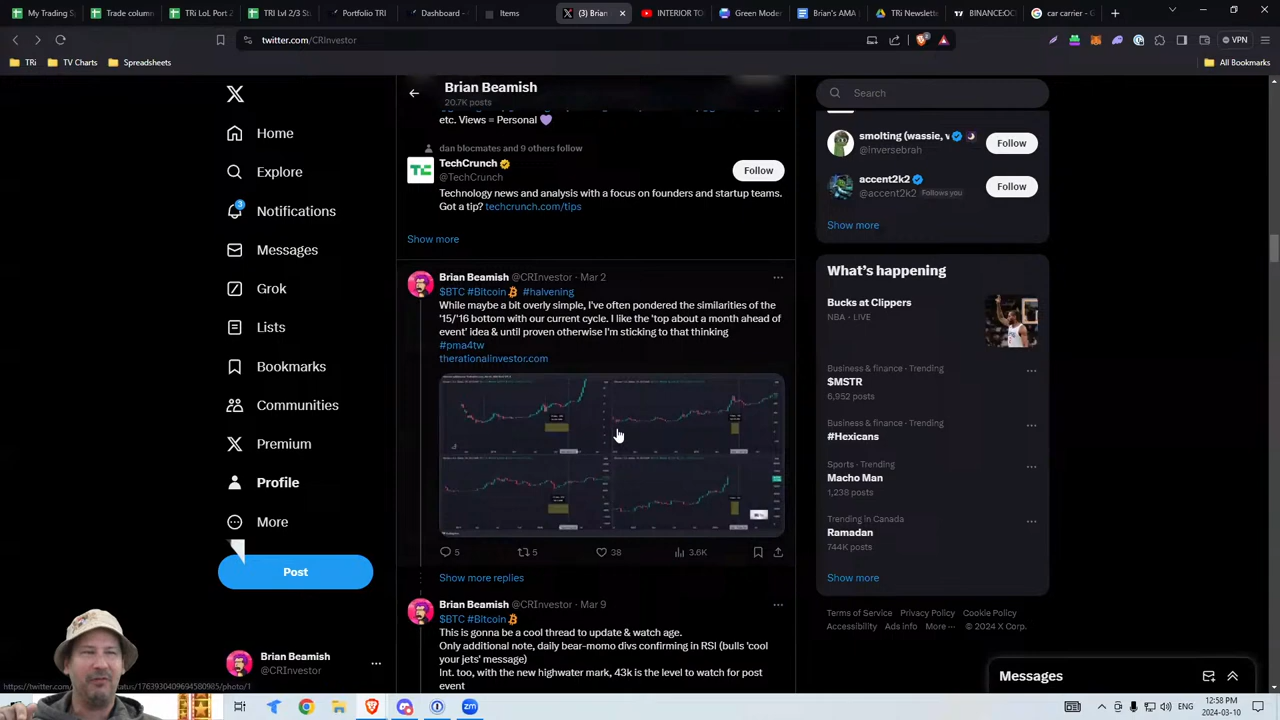 My Trading S
Trade column
TRi LoL Port 2
TRi Lvl 2/3 St
Portfolio TRI
Dashboard -
Items
(3) Brian
INTERIOR TO
Green Moder
Brian's AMA
TRi Newslette
BINANCE:OC
car carrier - G
twitter.com/CRInvestor
2
VPN
TRi
TV Charts
Spreadsheets
All Bookmarks
Home
Explore
3
Notifications
Messages
Grok
Lists
Bookmarks
Communities
Premium
Profile
More
Post
Brian Beamish
@CRInvestor
Brian Beamish
20.7K posts
etc. Views = Personal 💜
dan blocmates and 9 others follow
TechCrunch
@TechCrunch
Follow
Technology news and analysis with a focus on founders and startup teams.
Got a tip? techcrunch.com/tips
Show more
Brian Beamish @CRInvestor · Mar 2
$BTC #Bitcoin #halvening
While maybe a bit overly simple, I've often pondered the similarities of the
'15/'16 bottom with our current cycle. I like the 'top about a month ahead of
event' idea & until proven otherwise I'm sticking to that thinking
#pma4tw
therationalinvestor.com
5
5
38
3.6K
Show more replies
Brian Beamish @CRInvestor · Mar 9
$BTC #Bitcoin
This is gonna be a cool thread to update & watch age.
Only additional note, daily bear-momo divs confirming in RSI (bulls 'cool
your jets' message)
Int. too, with the new highwater mark, 43k is the level to watch for post
event
Search
smolting (wassie, v
@inversebrah
Follow
accent2k2
@accent2k2 Follows you
Follow
Show more
What's happening
Bucks at Clippers
NBA · LIVE
Business & finance · Trending
$MSTR
6,952 posts
Business & finance · Trending
#Hexicans
Sports · Trending
Macho Man
1,238 posts
Trending in Canada
Ramadan
744K posts
Show more
Terms of Service Privacy Policy Cookie Policy
Accessibility Ads info More ··· © 2024 X Corp.
Messages
ENG
12:58 PM
2024-03-10